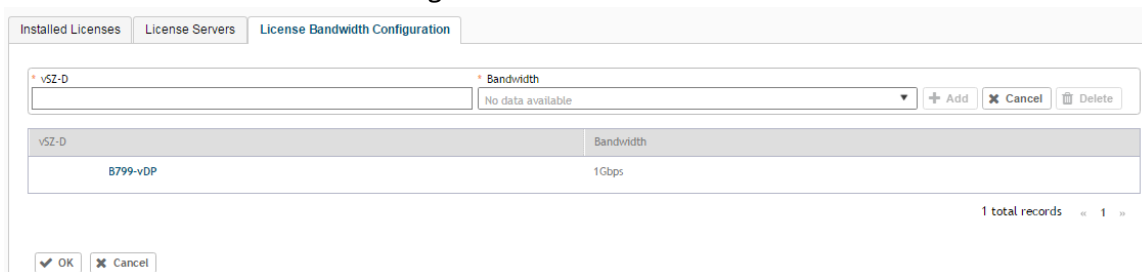 Installed Licenses License Servers License Bandwidth Configuration
* vSZ-D * Bandwidth
No data available + Add Cancel Delete
vSZ-D Bandwidth
B799-vDP 1Gbps
1 total records « 1 »
OK Cancel